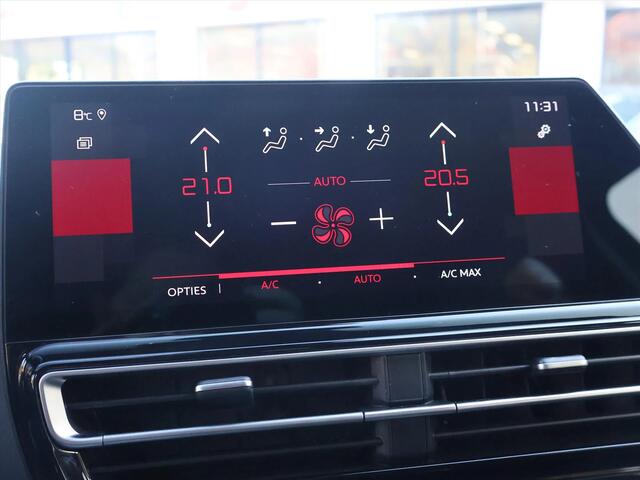 8°C 11:31
21.0 AUTO 20.5
OPTIES A/C AUTO A/C MAX